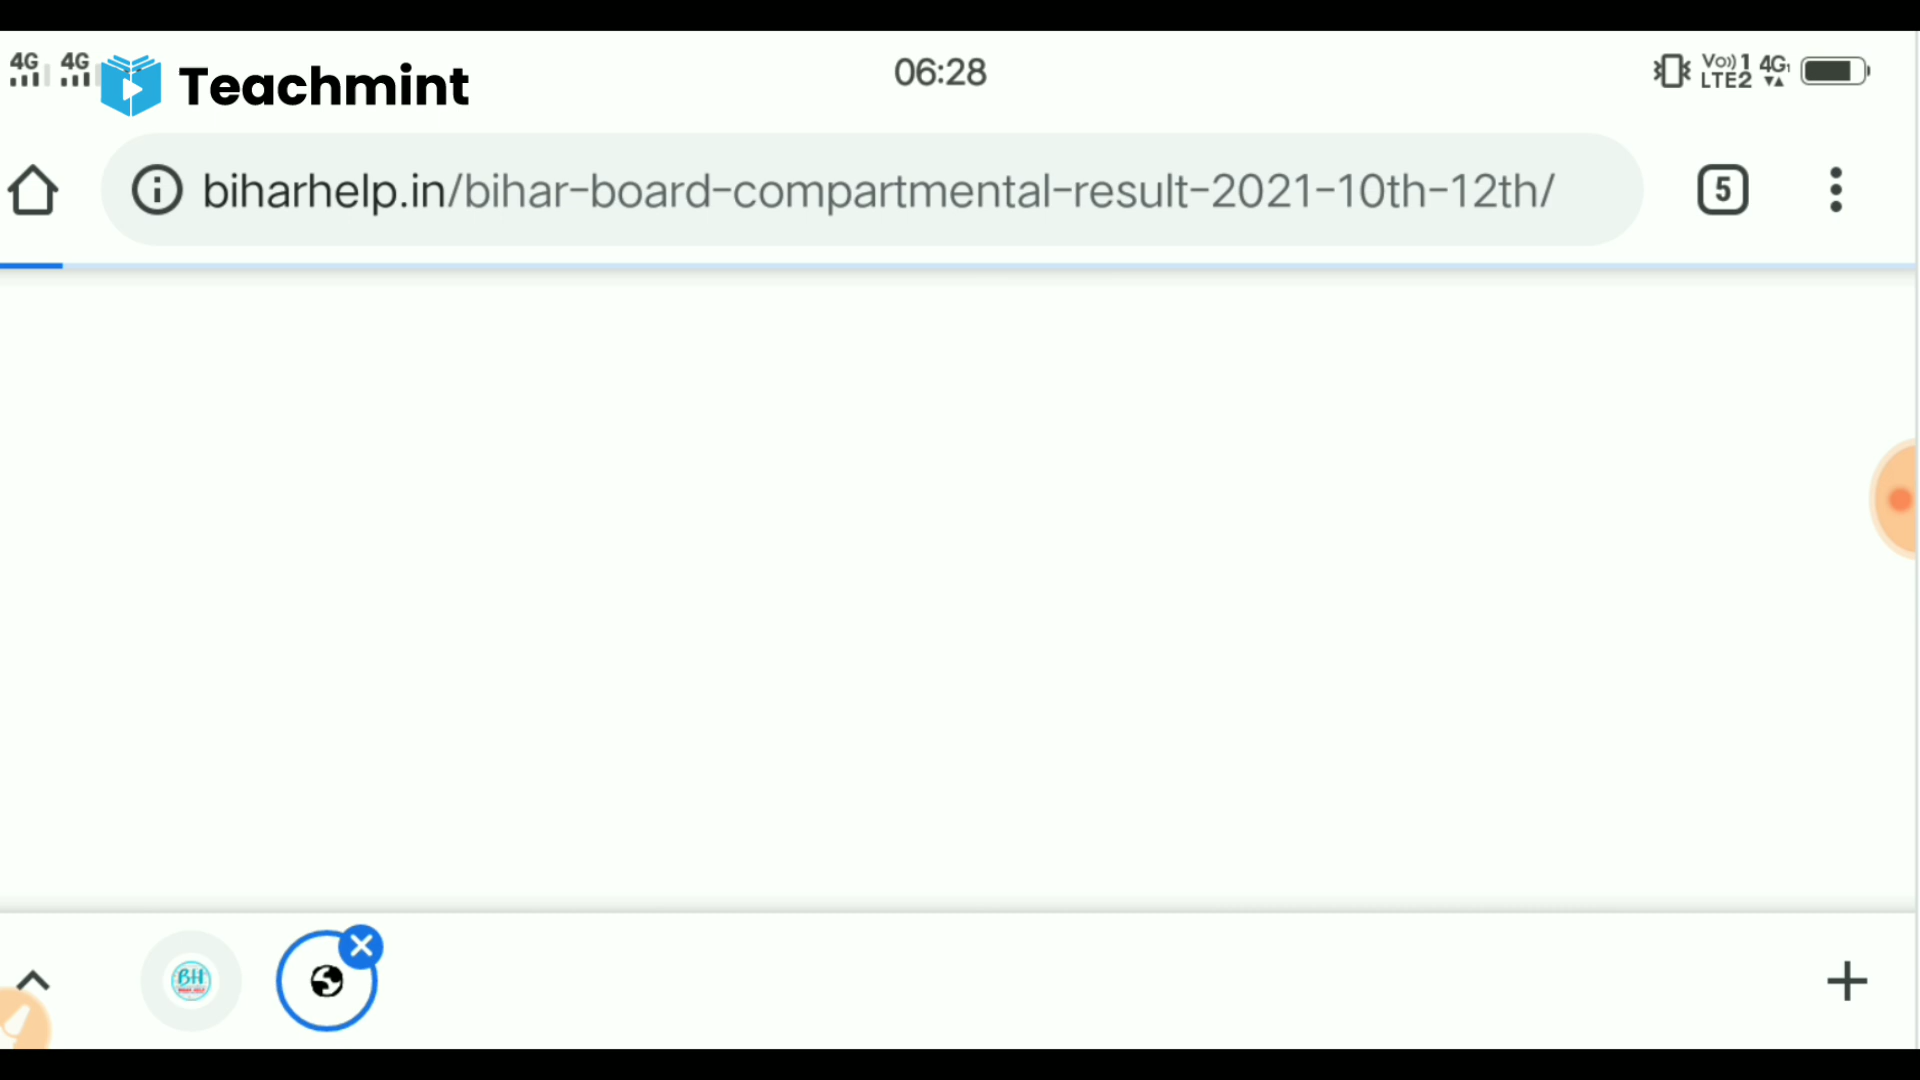 4G 4G Teachmint 06:28 Vo)) 1 4G
LTE2
biharhelp.in/bihar-board-compartmental-result-2021-10th-12th/ 5
BH